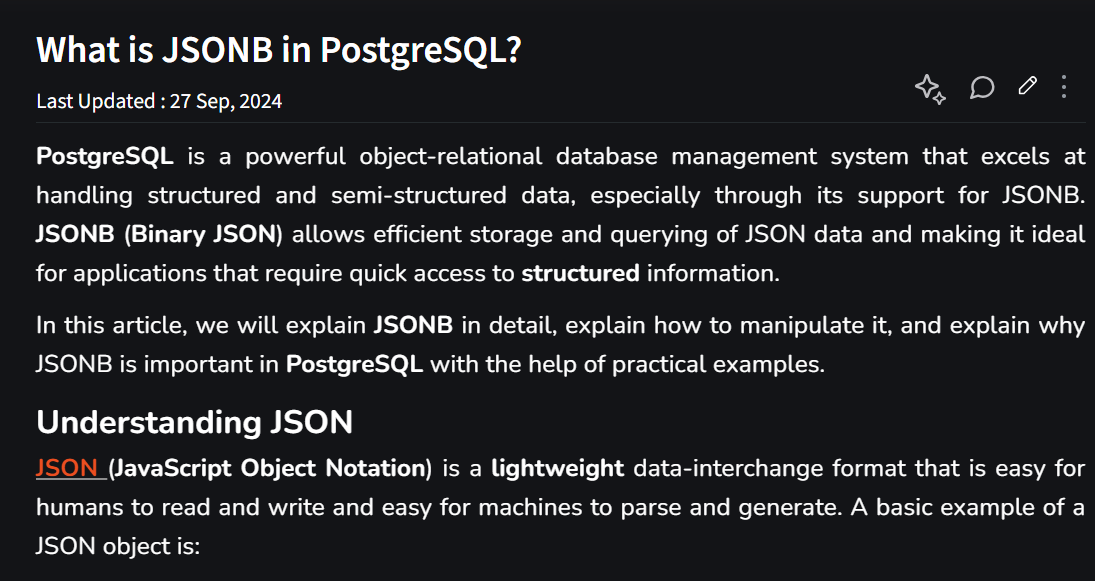 What is JSONB in PostgreSQL?
Last Updated : 27 Sep, 2024
PostgreSQL is a powerful object-relational database management system that excels at
handling structured and semi-structured data, especially through its support for JSONB.
JSONB (Binary JSON) allows efficient storage and querying of JSON data and making it ideal
for applications that require quick access to structured information.
In this article, we will explain JSONB in detail, explain how to manipulate it, and explain why
JSONB is important in PostgreSQL with the help of practical examples.
Understanding JSON
JSON (JavaScript Object Notation) is a lightweight data-interchange format that is easy for
humans to read and write and easy for machines to parse and generate. A basic example of a
JSON object is: